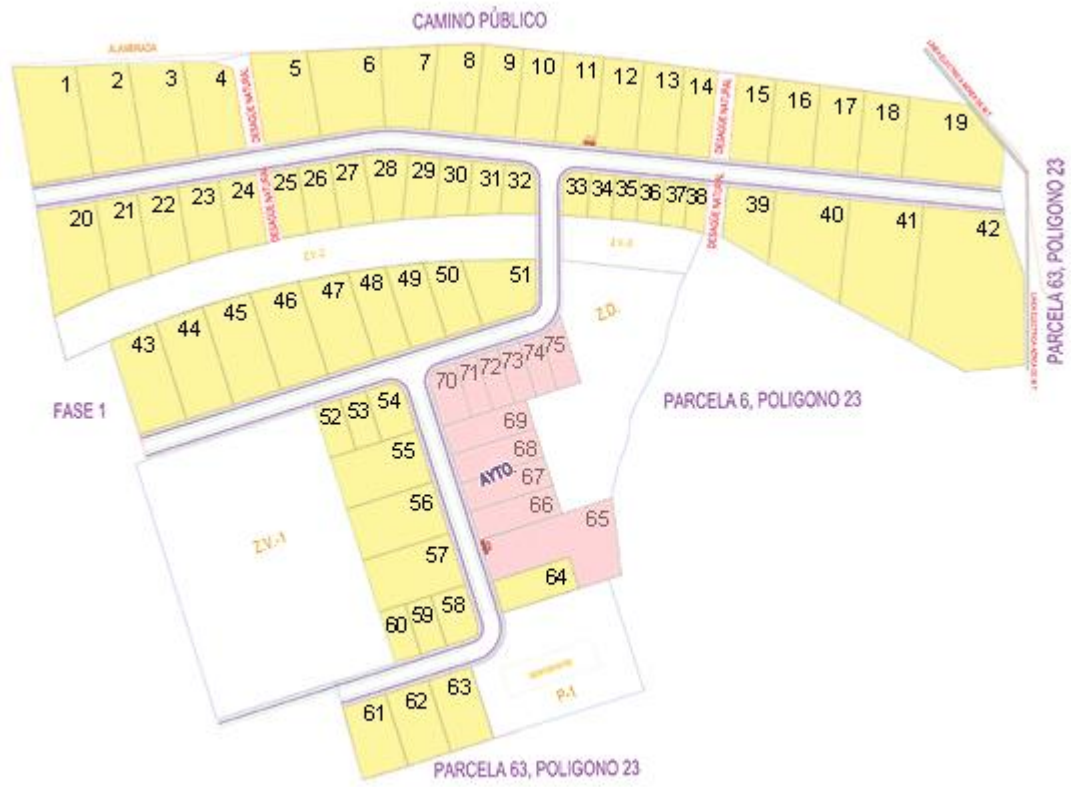 CAMINO PÚBLICO
ALAMBRADA
1 2 3 4 5 6 7 8 9 10 11 12 13 14 15 16 17 18 19
DESAGÜE NATURAL
DESAGÜE NATURAL
20 21 22 23 24 25 26 27 28 29 30 31 32 33 34 35 36 37 38 39 40 41 42
DESAGÜE NATURAL
DESAGÜE NATURAL
PARCELA 63, POLIGONO 23
Z.V.-2
43 44 45 46 47 48 49 50 51
Z.D.
FASE 1
70 71 72 73 74 75
PARCELA 6, POLIGONO 23
52 53 54
55
56
57
60 59 58
69
68
67
66
65
64
AYTO.
Z.V.-1
61 62 63
P-1
PARCELA 63, POLIGONO 23